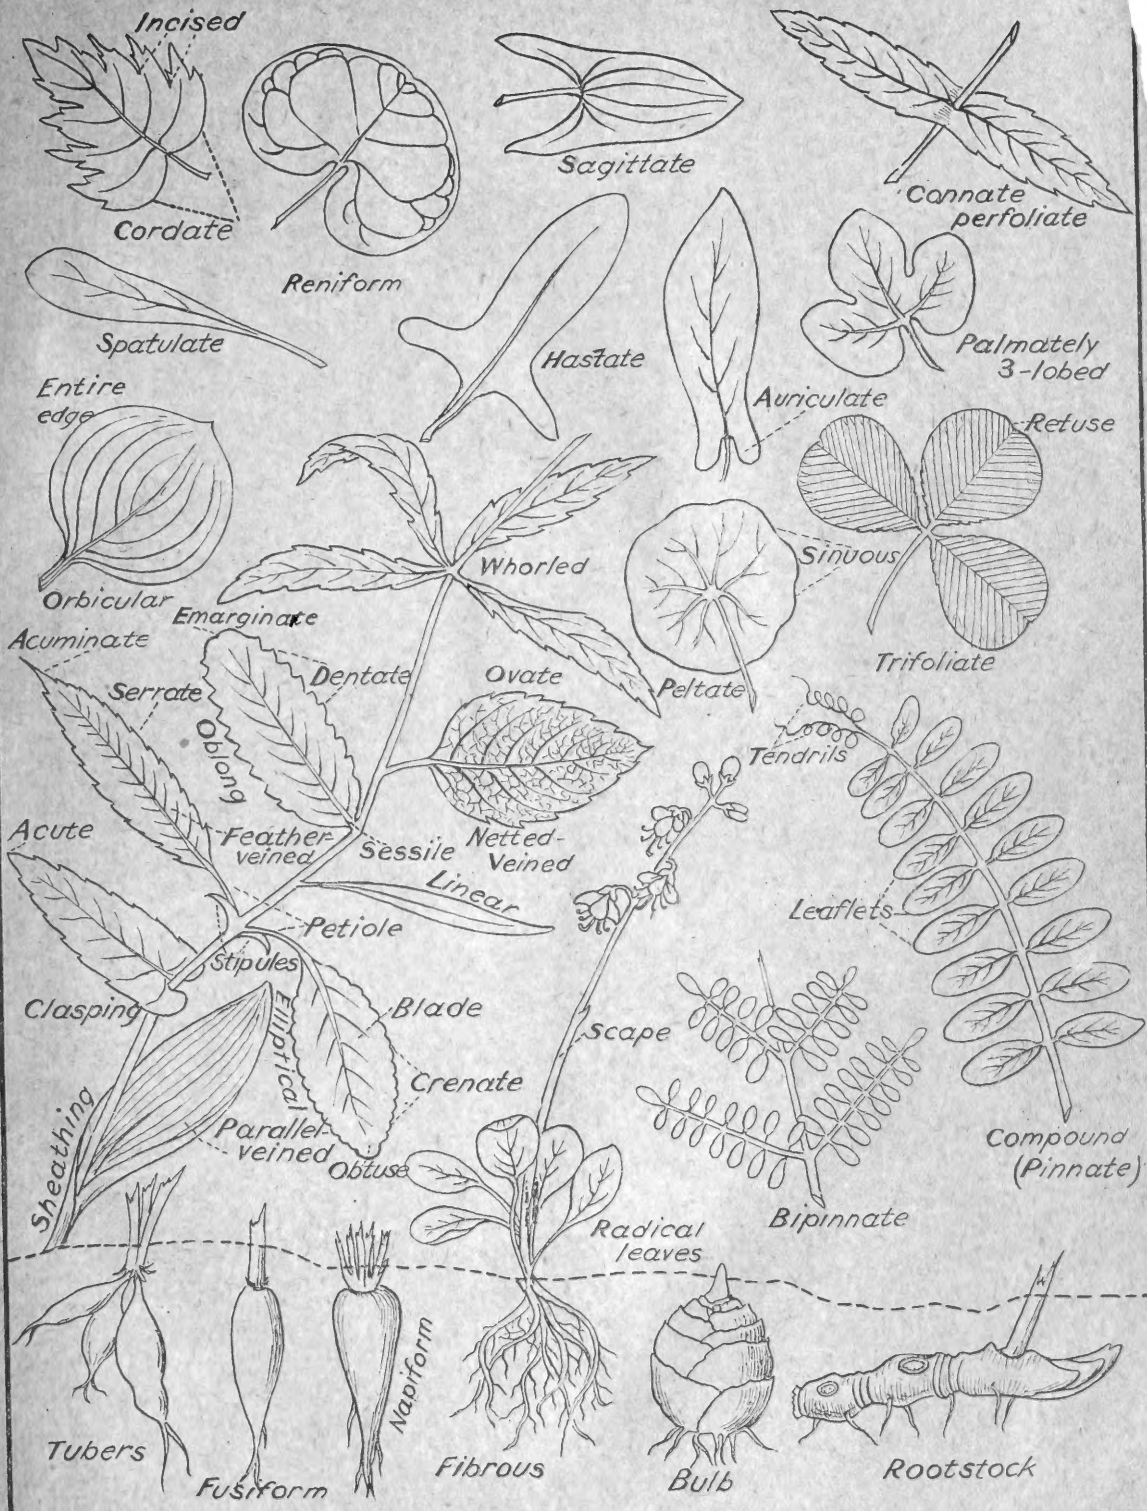 Incised
Cordate
Reniform
Sagittate
Connate
perfoliate
Spatulate
Hastate
Palmately
3-lobed
Entire
edge
Auriculate
Retuse
Orbicular
Whorled
Sinuous
Emarginate
Acuminate
Dentate
Ovate
Trifoliate
Serrate
Peltate
Oblong
Tendrils
Acute
Feather-
veined
Sessile
Netted-
Veined
Linear
Leaflets
Petiole
Stipules
Clasping
Elliptical
Blade
Scape
Crenate
Sheathing
Parallel-
veined
Obtuse
Compound
(Pinnate)
Bipinnate
Radical
leaves
Napiform
Tubers
Fusiform
Fibrous
Bulb
Rootstock